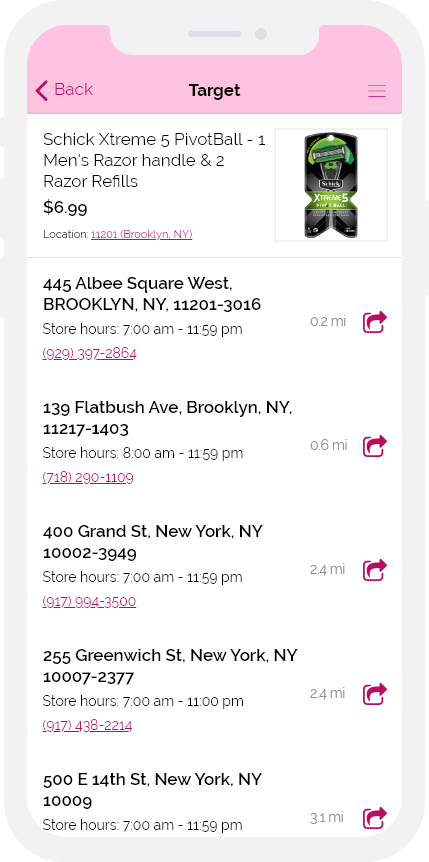 Back
Target
Schick Xtreme 5 PivotBall - 1
Men's Razor handle & 2
Razor Refills
$6.99
Location: 11201 (Brooklyn, NY)
Schick
XTREME5
PIVOT BALL
445 Albee Square West,
BROOKLYN, NY, 11201-3016
Store hours: 7:00 am - 11:59 pm
(929) 397-2864
0.2 mi
139 Flatbush Ave, Brooklyn, NY,
11217-1403
Store hours: 8:00 am - 11:59 pm
(718) 290-1109
0.6 mi
400 Grand St, New York, NY
10002-3949
Store hours: 7:00 am - 11:59 pm
(917) 994-3500
2.4 mi
255 Greenwich St, New York, NY
10007-2377
Store hours: 7:00 am - 11:00 pm
(917) 438-2214
2.4 mi
500 E 14th St, New York, NY
10009
Store hours: 7:00 am - 11:59 pm
3.1 mi